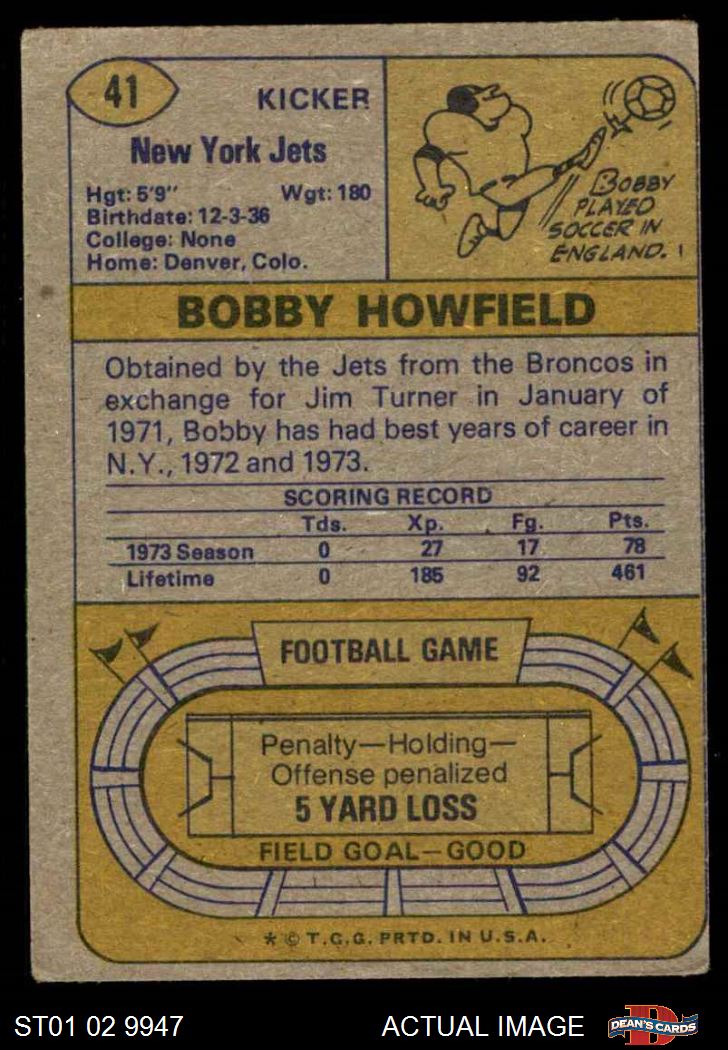 41
KICKER
New York Jets
Hgt: 5'9" Wgt: 180
Birthdate: 12-3-36
College: None
Home: Denver, Colo.
BOBBY
PLAYED
SOCCER IN
ENGLAND.
BOBBY HOWFIELD
Obtained by the Jets from the Broncos in
exchange for Jim Turner in January of
1971, Bobby has had best years of career in
N.Y., 1972 and 1973.
SCORING RECORD
Tds. Xp. Fg. Pts.
1973 Season 0 27 17 78
Lifetime 0 185 92 461
FOOTBALL GAME
Penalty—Holding—
Offense penalized
5 YARD LOSS
FIELD GOAL—GOOD
* © T.C.G. PRTD. IN U.S.A.
ST01 02 9947 ACTUAL IMAGE DEAN'S CARDS